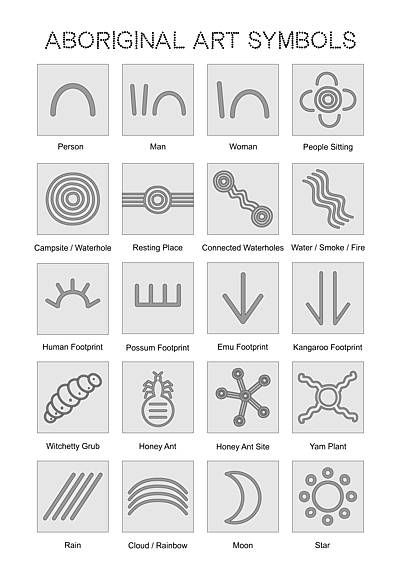 ABORIGINAL ART SYMBOLS
Person Man Woman People Sitting
Campsite / Waterhole Resting Place Connected Waterholes Water / Smoke / Fire
Human Footprint Possum Footprint Emu Footprint Kangaroo Footprint
Witchetty Grub Honey Ant Honey Ant Site Yam Plant
Rain Cloud / Rainbow Moon Star